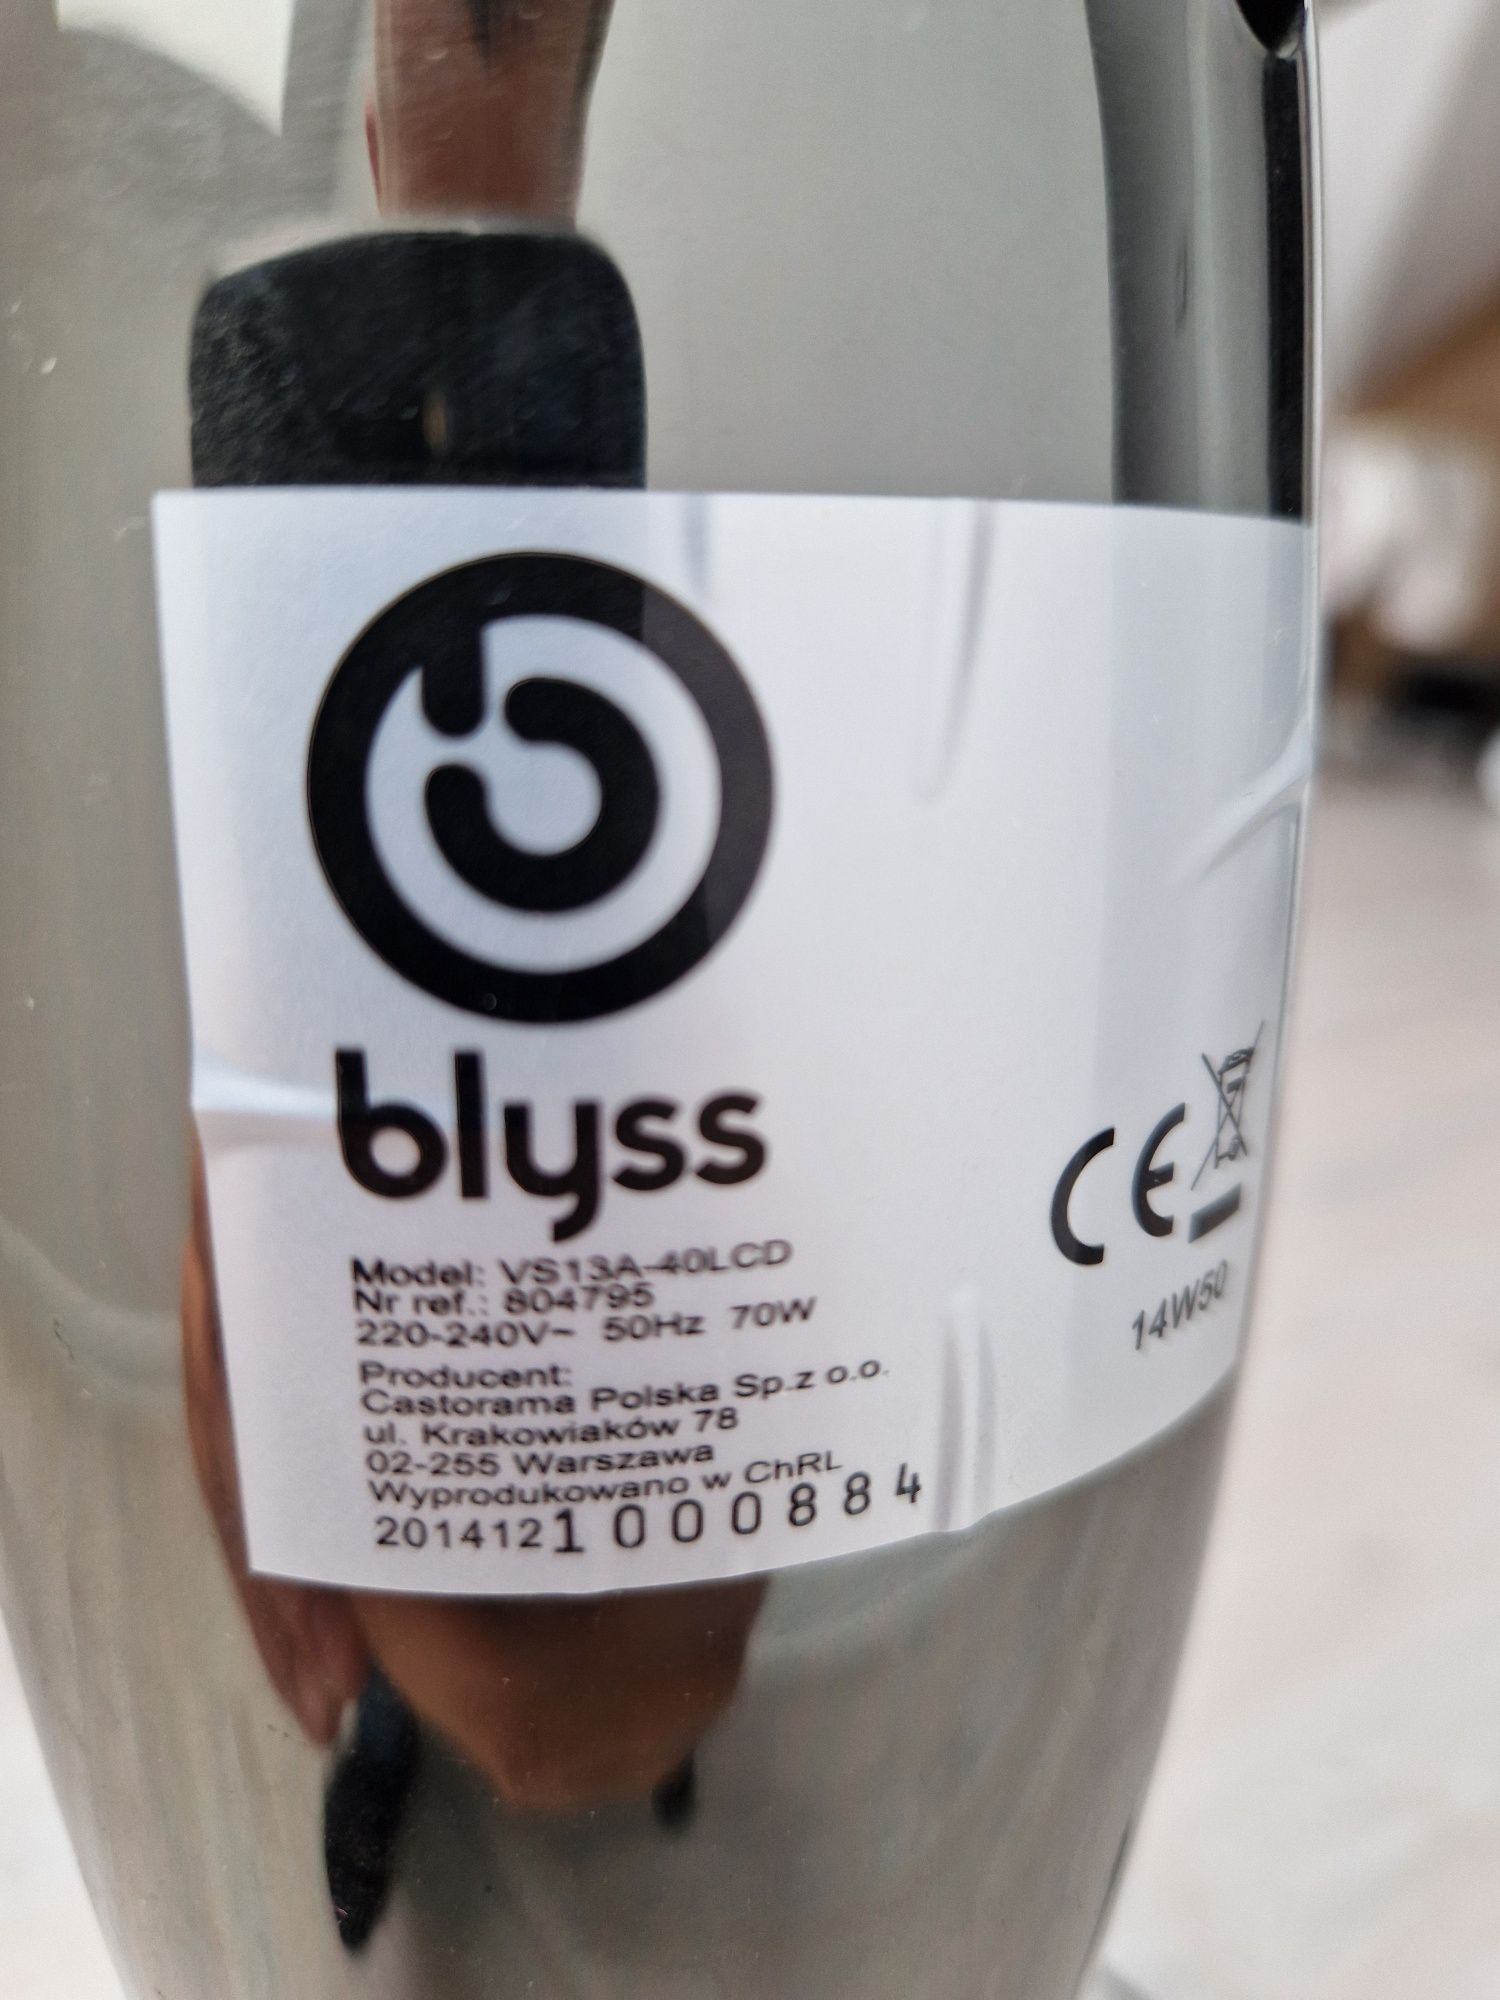 blyss
Model: VS13A-40LCD
Nr ref.: 804795
220-240V~ 50Hz 70W
Producent:
Castorama Polska Sp.z o.o.
ul. Krakowiaków 78
02-255 Warszawa
Wyprodukowano w ChRL
2014121000884
CE
14W50